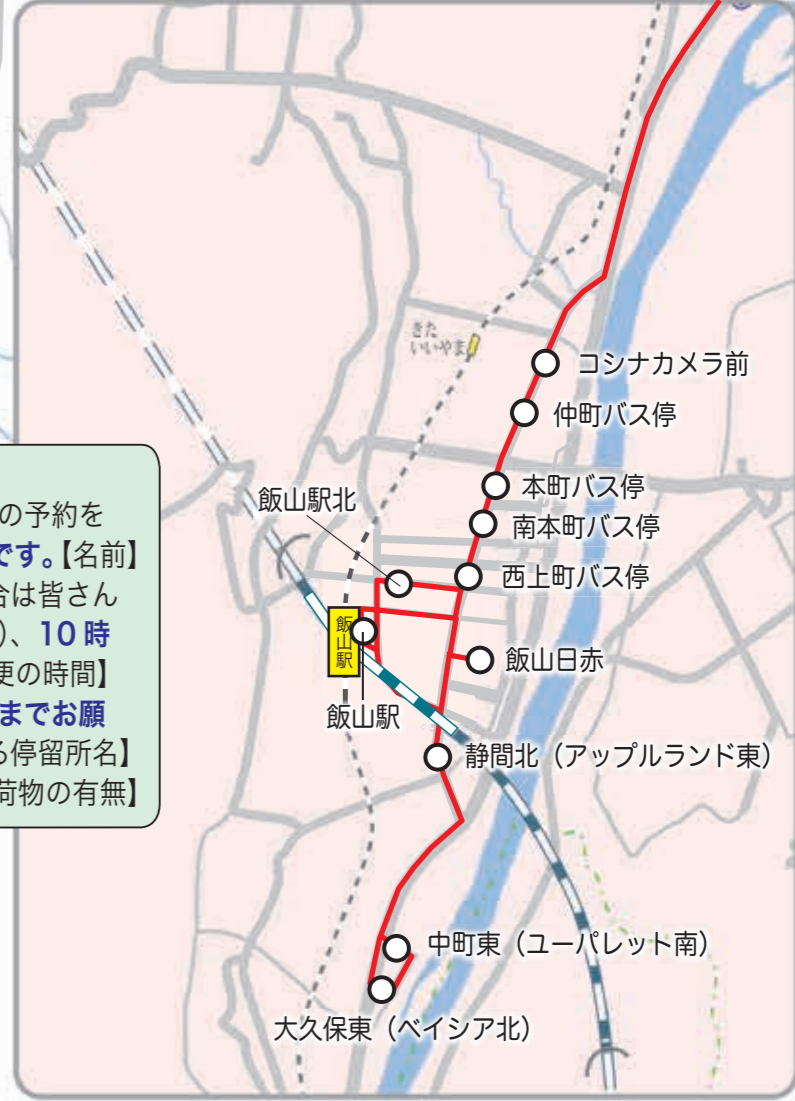 の予約を
です。【名前】
合は皆さん
)、10 時
便の時間】
までお願
る停留所名】
荷物の有無】
きた
いいやま
コシナカメラ前
仲町バス停
本町バス停
飯山駅北
南本町バス停
西上町バス停
飯山駅
飯山日赤
飯山駅
静間北（アップルランド東）
中町東（ユーパレット南）
大久保東（ベイシア北）